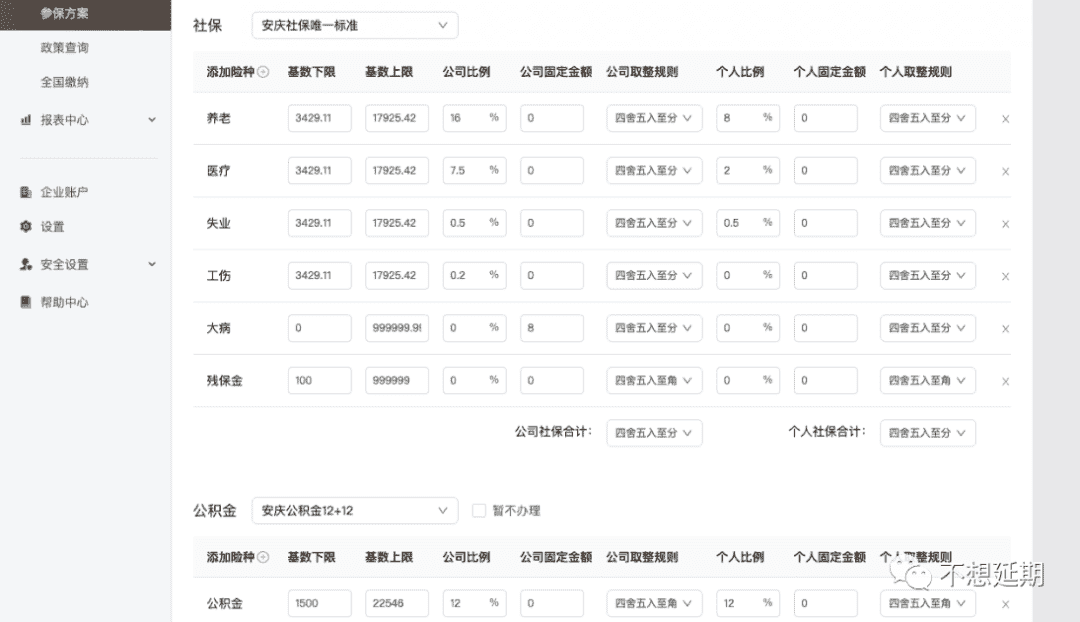 参保方案
政策查询
全国缴纳
报表中心
企业账户
设置
安全设置
帮助中心
社保 安庆社保唯一标准
添加险种 基数下限 基数上限 公司比例 公司固定金额 公司取整规则 个人比例 个人固定金额 个人取整规则
养老 3429.11 17925.42 16 % 0 四舍五入至分 8 % 0 四舍五入至分 ×
医疗 3429.11 17925.42 7.5 % 0 四舍五入至分 2 % 0 四舍五入至分 ×
失业 3429.11 17925.42 0.5 % 0 四舍五入至分 0.5 % 0 四舍五入至分 ×
工伤 3429.11 17925.42 0.2 % 0 四舍五入至分 0 % 0 四舍五入至分 ×
大病 0 999999.99 0 % 8 四舍五入至分 0 % 0 四舍五入至分 ×
残保金 100 999999 0 % 0 四舍五入至角 0 % 0 四舍五入至角 ×
公司社保合计: 四舍五入至分 个人社保合计: 四舍五入至分
公积金 安庆公积金12+12 暂不办理
添加险种 基数下限 基数上限 公司比例 公司固定金额 公司取整规则 个人比例 个人固定金额 个人取整规则
公积金 1500 22546 12 % 0 四舍五入至角 12 % 0 四舍五入至角 ×
不想延期